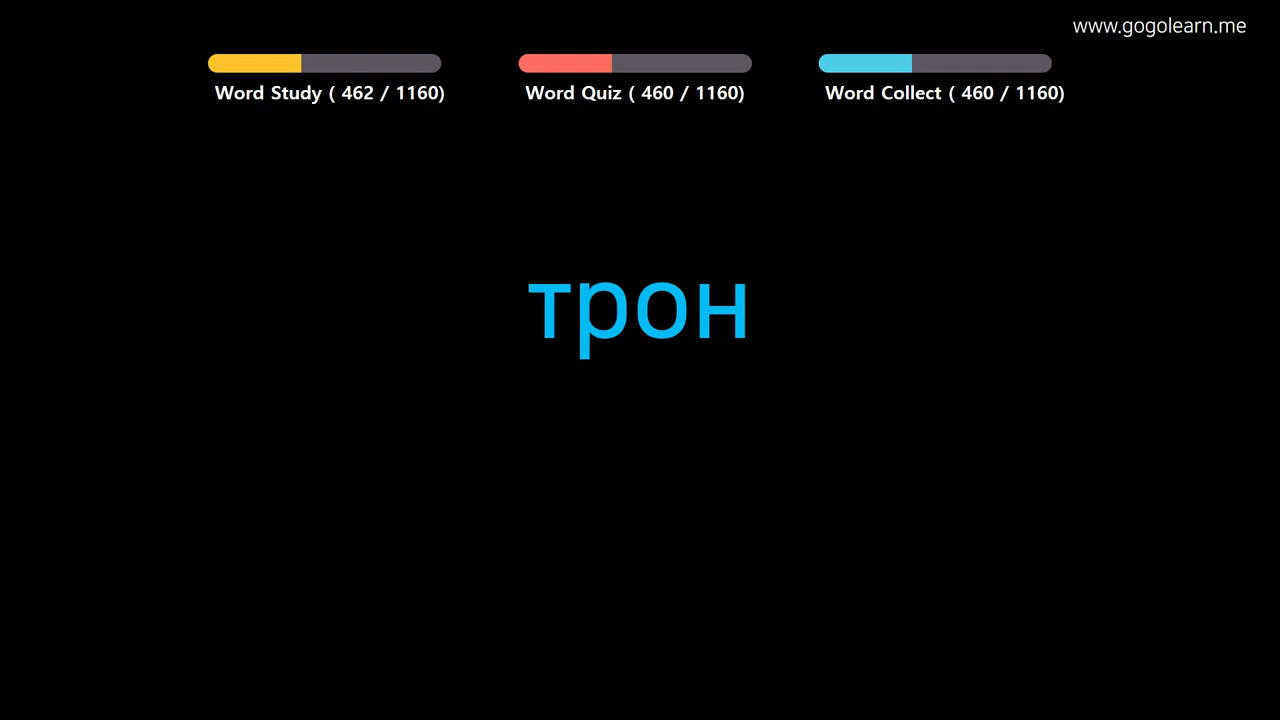 www.gogolearn.me
Word Study ( 462 / 1160)
Word Quiz ( 460 / 1160)
Word Collect ( 460 / 1160)
трон